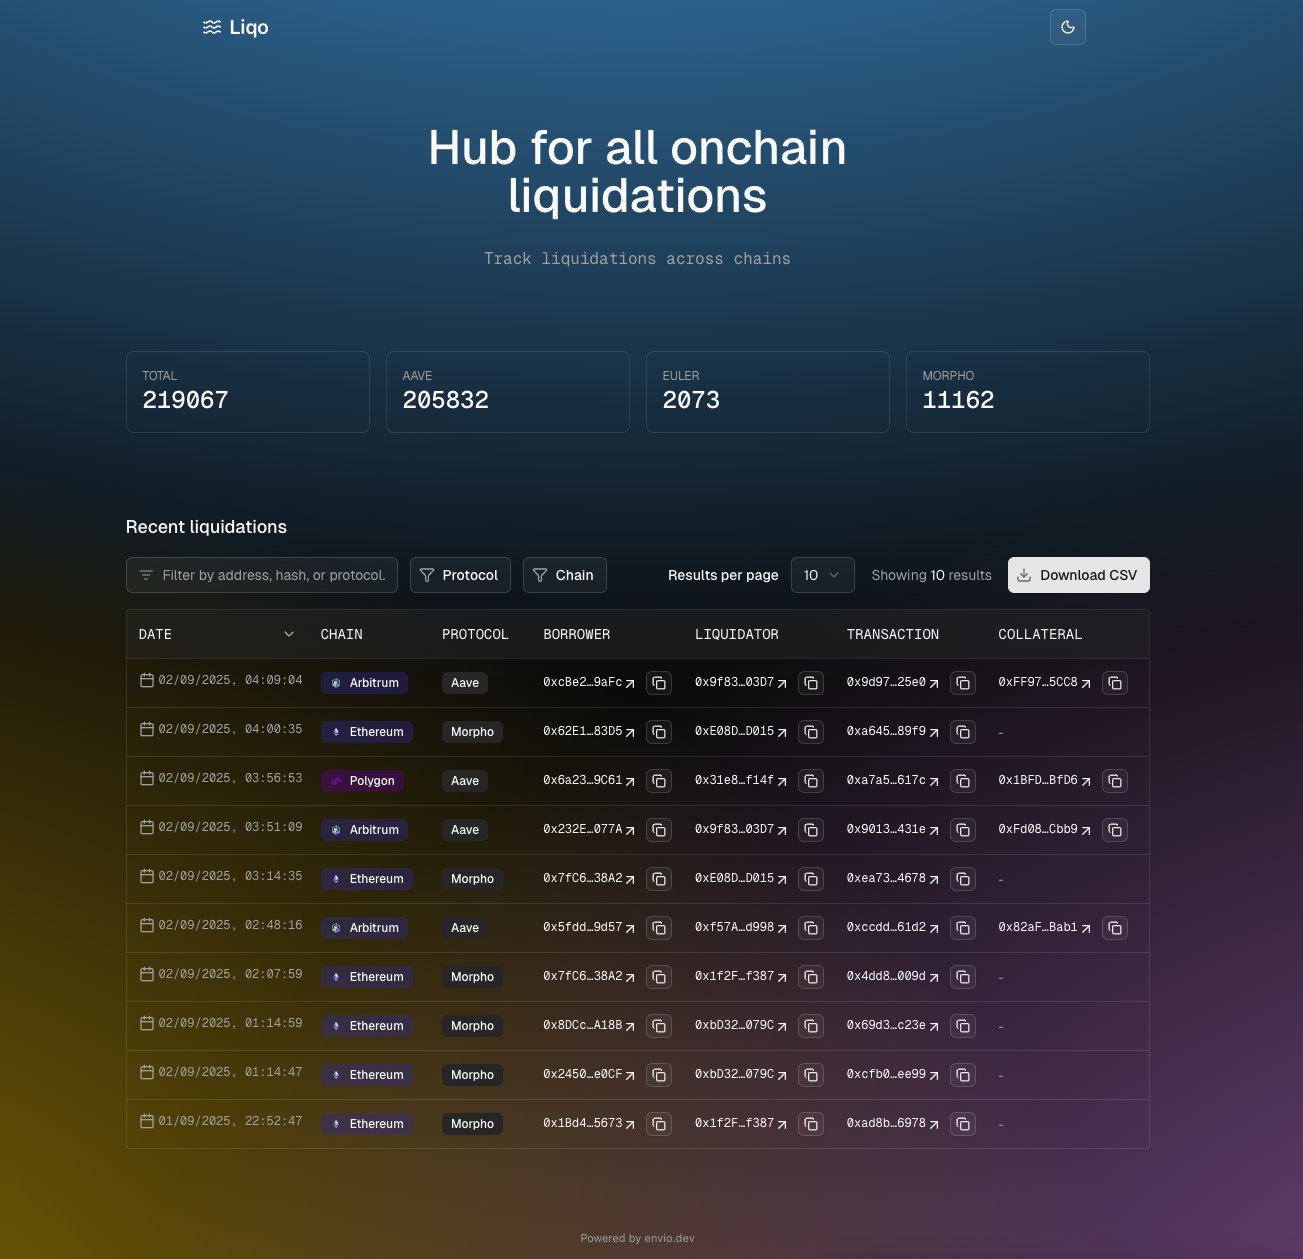 Liqo
Hub for all onchain
liquidations
Track liquidations across chains
TOTAL AAVE EULER MORPHO
219067 205832 2073 11162
Recent liquidations
Filter by address, hash, or protocol. Protocol Chain Results per page 10 Showing 10 results Download CSV
DATE CHAIN PROTOCOL BORROWER LIQUIDATOR TRANSACTION COLLATERAL
02/09/2025, 04:09:04 Arbitrum Aave 0xcBe2…9aFc 0x9f83…03D7 0x9d97…25e0 0xFF97…5CC8
02/09/2025, 04:00:35 Ethereum Morpho 0x62E1…83D5 0xE08D…D015 0xa645…89f9 -
02/09/2025, 03:56:53 Polygon Aave 0x6a23…9C61 0x31e8…f14f 0xa7a5…617c 0x1BFD…BfD6
02/09/2025, 03:51:09 Arbitrum Aave 0x232E…077A 0x9f83…03D7 0x9013…431e 0xFd08…Cbb9
02/09/2025, 03:14:35 Ethereum Morpho 0x7fC6…38A2 0xE08D…D015 0xea73…4678 -
02/09/2025, 02:48:16 Arbitrum Aave 0x5fdd…9d57 0xf57A…d998 0xccdd…61d2 0x82aF…Bab1
02/09/2025, 02:07:59 Ethereum Morpho 0x7fC6…38A2 0x1f2F…f387 0x4dd8…009d -
02/09/2025, 01:14:59 Ethereum Morpho 0x8DCc…A18B 0xbD32…079C 0x69d3…c23e -
02/09/2025, 01:14:47 Ethereum Morpho 0x2450…e0CF 0xbD32…079C 0xcfb0…ee99 -
01/09/2025, 22:52:47 Ethereum Morpho 0x1Bd4…5673 0x1f2F…f387 0xad8b…6978 -
Powered by envio.dev